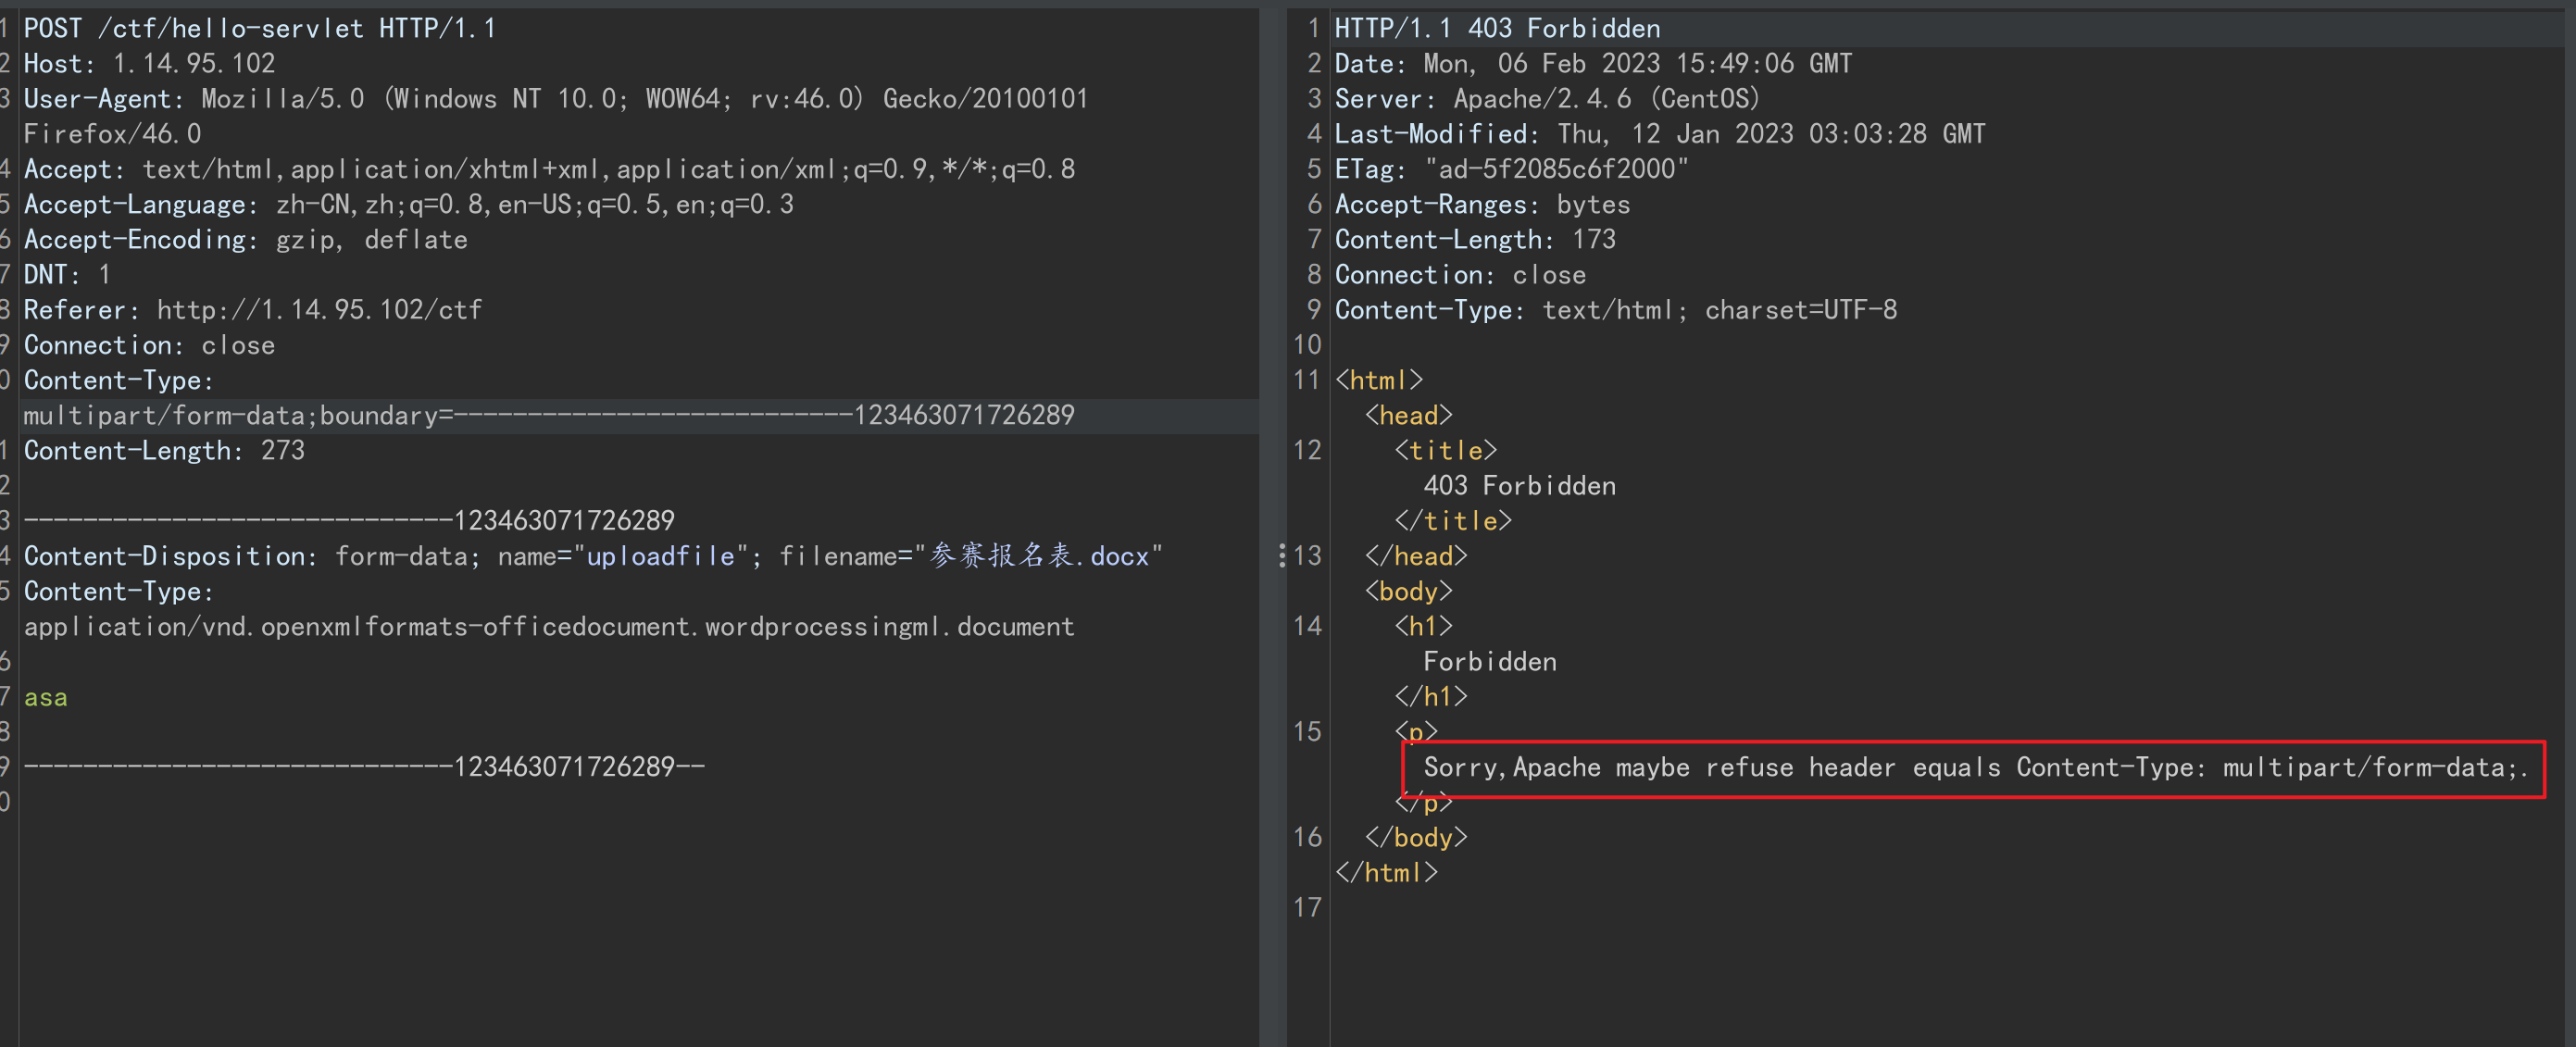 1 POST /ctf/hello-servlet HTTP/1.1
2 Host: 1.14.95.102
3 User-Agent: Mozilla/5.0 (Windows NT 10.0; WOW64; rv:46.0) Gecko/20100101
Firefox/46.0
4 Accept: text/html,application/xhtml+xml,application/xml;q=0.9,*/*;q=0.8
5 Accept-Language: zh-CN,zh;q=0.8,en-US;q=0.5,en;q=0.3
6 Accept-Encoding: gzip, deflate
7 DNT: 1
8 Referer: http://1.14.95.102/ctf
9 Connection: close
0 Content-Type:
multipart/form-data;boundary=---------------------------123463071726289
1 Content-Length: 273
2
3 -----------------------------123463071726289
4 Content-Disposition: form-data; name="uploadfile"; filename="参赛报名表.docx"
5 Content-Type:
application/vnd.openxmlformats-officedocument.wordprocessingml.document
6
7 asa
8
9 -----------------------------123463071726289--
0
1 HTTP/1.1 403 Forbidden
2 Date: Mon, 06 Feb 2023 15:49:06 GMT
3 Server: Apache/2.4.6 (CentOS)
4 Last-Modified: Thu, 12 Jan 2023 03:03:28 GMT
5 ETag: "ad-5f2085c6f2000"
6 Accept-Ranges: bytes
7 Content-Length: 173
8 Connection: close
9 Content-Type: text/html; charset=UTF-8
10
11 <html>
<head>
12 <title>
403 Forbidden
</title>
13 </head>
<body>
14 <h1>
Forbidden
</h1>
15 <p>
Sorry,Apache maybe refuse header equals Content-Type: multipart/form-data;.
</p>
16 </body>
</html>
17